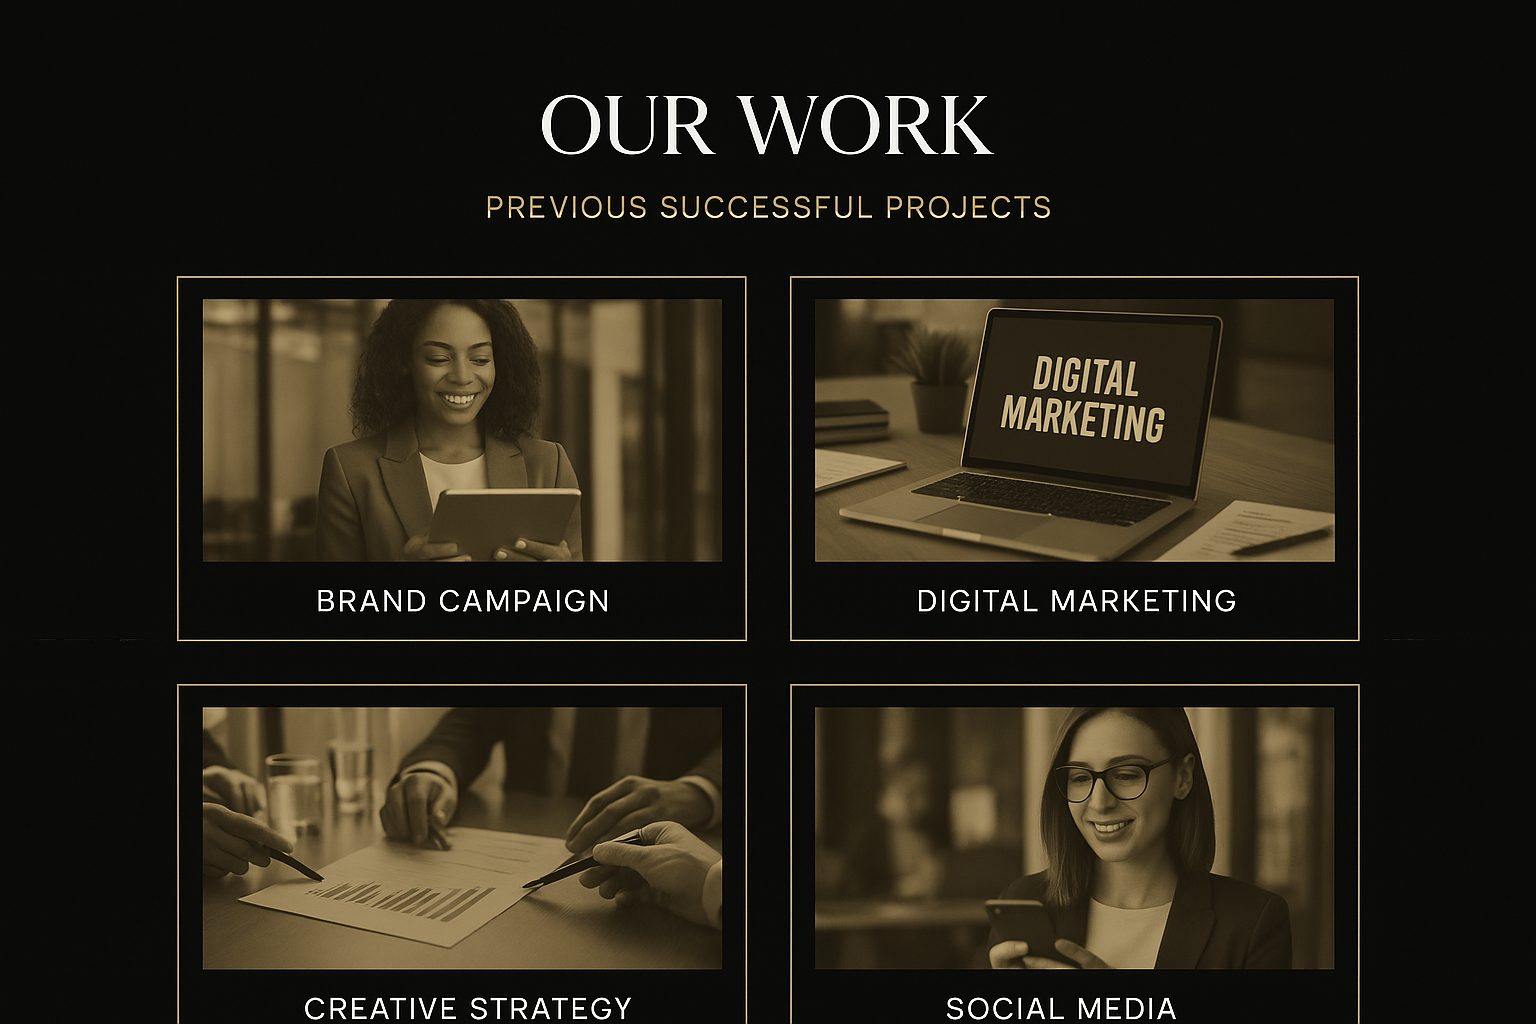 OUR WORK
PREVIOUS SUCCESSFUL PROJECTS
DIGITAL
MARKETING
BRAND CAMPAIGN
DIGITAL MARKETING
CREATIVE STRATEGY
SOCIAL MEDIA